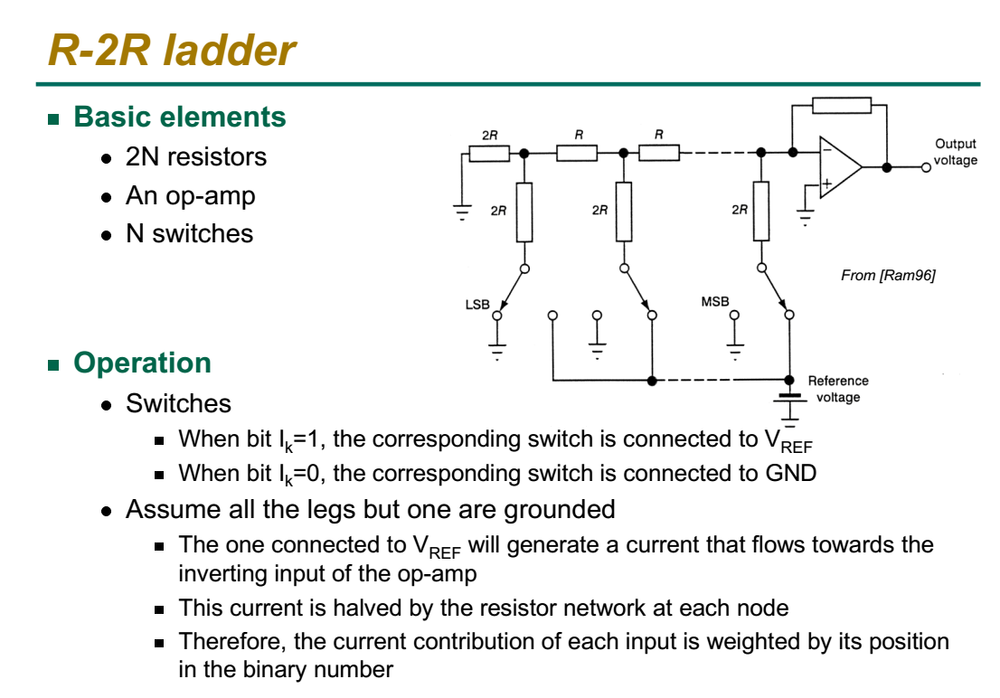 R-2R ladder
■ Basic elements
● 2N resistors
● An op-amp
● N switches
2R
R
R
2R
2R
2R
−
+
Output
voltage
From [Ram96]
LSB
MSB
Reference
voltage
■ Operation
● Switches
■ When bit Iₖ=1, the corresponding switch is connected to V_REF
■ When bit Iₖ=0, the corresponding switch is connected to GND
● Assume all the legs but one are grounded
■ The one connected to V_REF will generate a current that flows towards the
inverting input of the op-amp
■ This current is halved by the resistor network at each node
■ Therefore, the current contribution of each input is weighted by its position
in the binary number